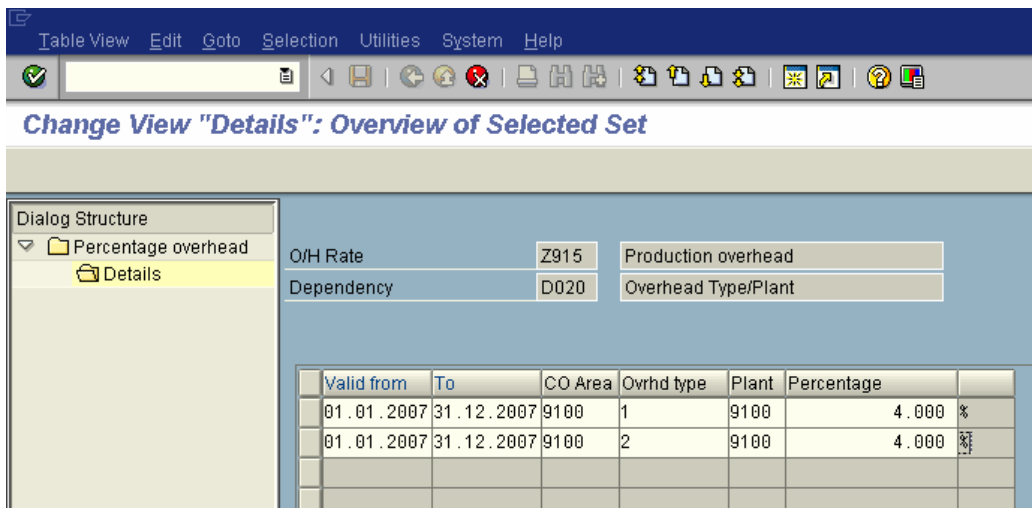 Table View Edit Goto Selection Utilities System Help
Change View "Details": Overview of Selected Set
Dialog Structure
Percentage overhead
Details
O/H Rate Z915 Production overhead
Dependency D020 Overhead Type/Plant
Valid from To CO Area Ovrhd type Plant Percentage
01.01.2007 31.12.2007 9100 1 9100 4.000 %
01.01.2007 31.12.2007 9100 2 9100 4.000 %